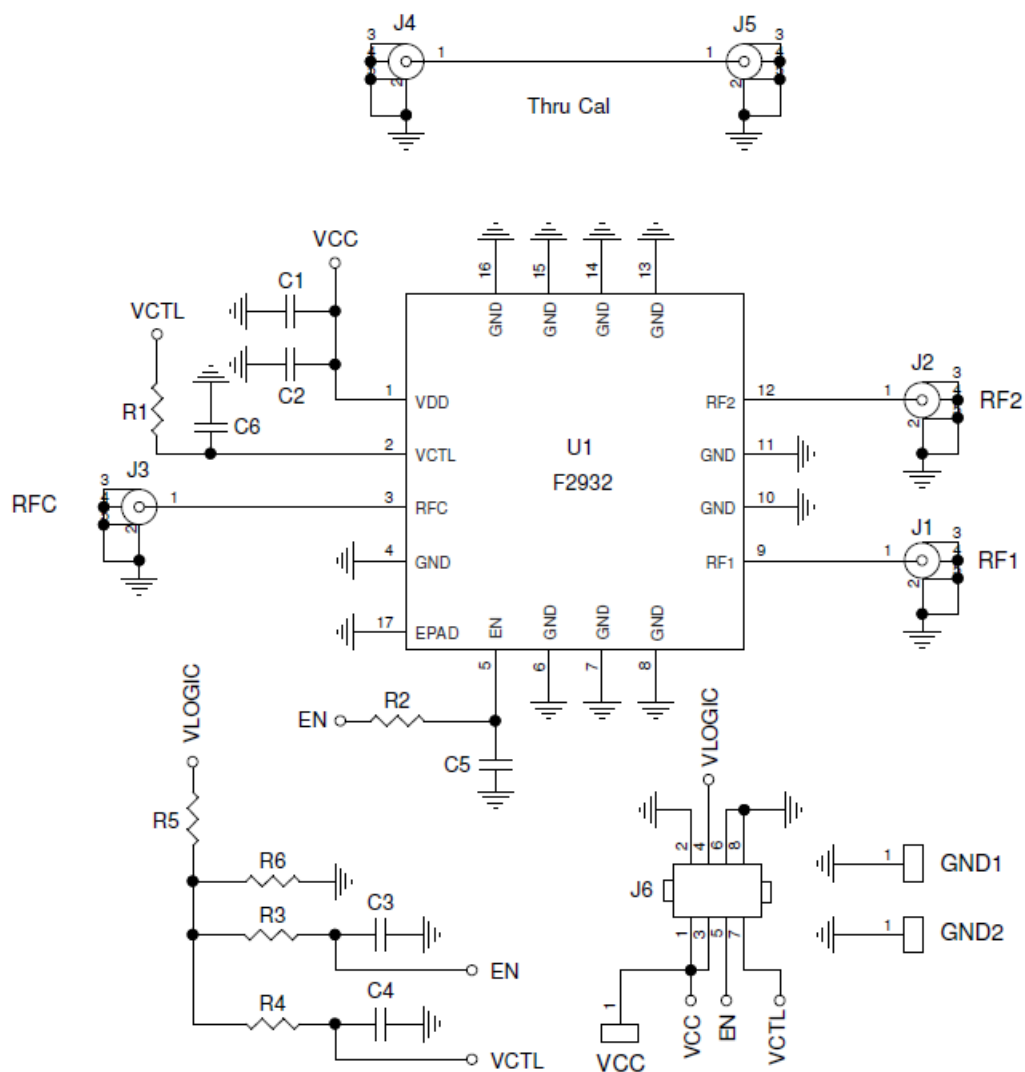 J4
J5
3
4
5
2
1
1
3
4
5
2
Thru Cal
VCC
16
15
14
13
C1
GND
GND
GND
GND
VCTL
C2
R1
C6
1
VDD
RF2
12
1
J2
3
4
5
2
RF2
2
VCTL
U1
F2932
GND
11
J3
3
4
5
2
RFC
1
3
RFC
GND
10
J1
3
4
5
2
4
GND
RF1
9
1
RF1
17
EPAD
EN
GND
GND
GND
5
6
7
8
EN
R2
C5
VLOGIC
R5
R6
R3
C3
EN
R4
C4
VCTL
VLOGIC
2
4
6
8
J6
1
3
5
7
1
VCC
VCC
EN
VCTL
1
GND1
1
GND2